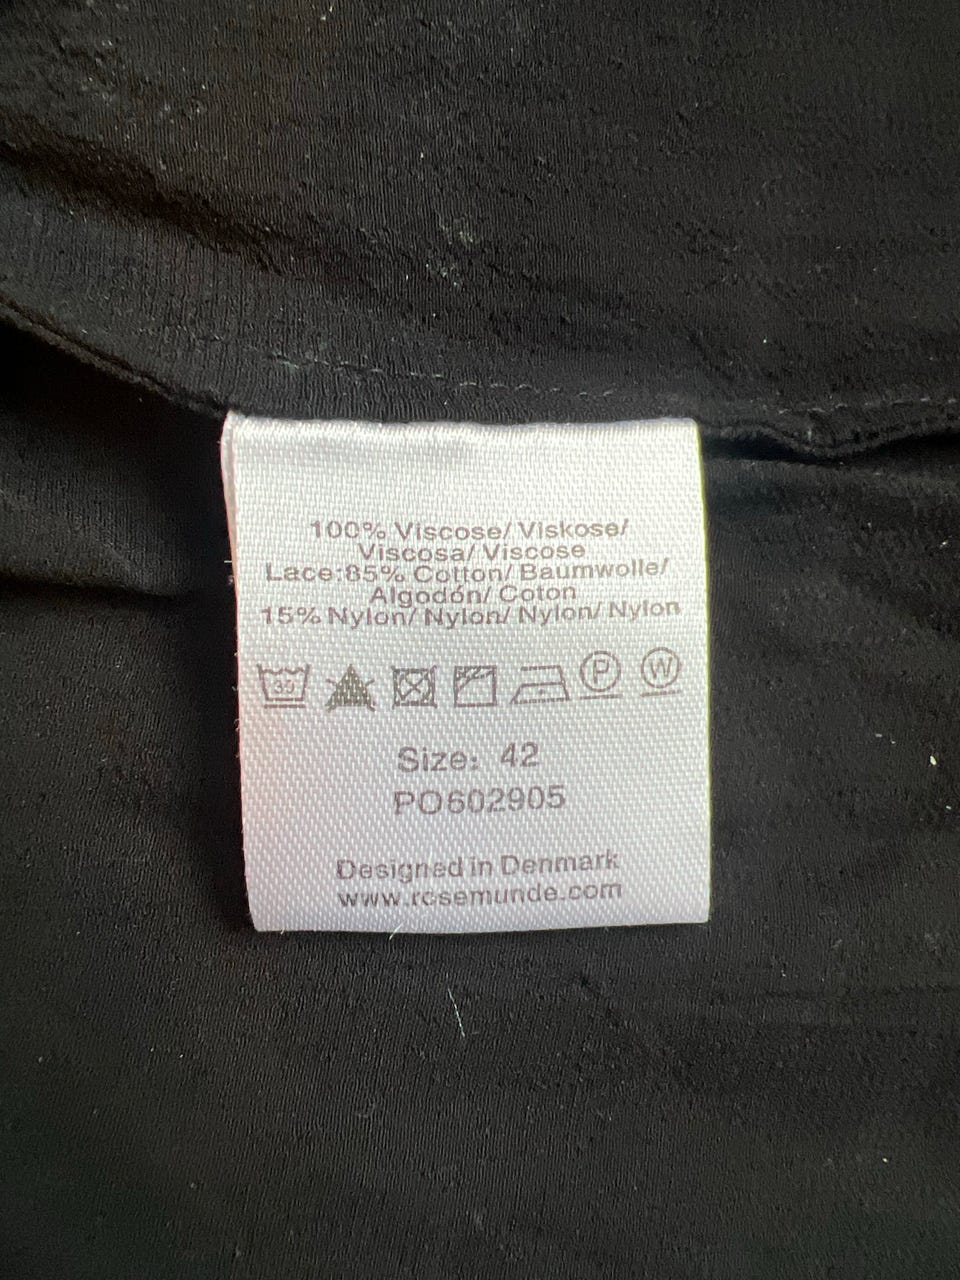 100% Viscose/ Viskose/
Viscosa/ Viscose
Lace:85% Cotton/ Baumwolle/
Algodón/ Coton
15% Nylon/ Nylon/ Nylon/ Nylon
30 P W
Size: 42
PO602905
Designed in Denmark
www.rosemunde.com